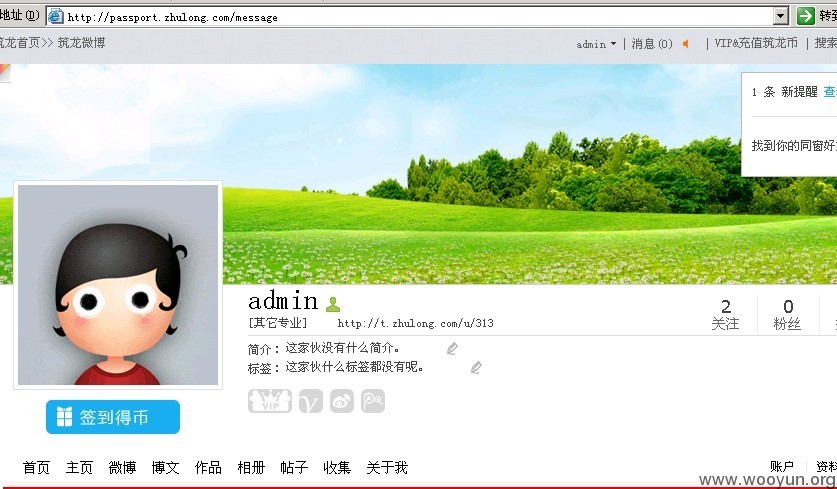 地址(D) http://passport.zhulong.com/message 转到
筑龙首页>> 筑龙微博 admin 消息(0) VIP&充值筑龙币 搜索
1 条 新提醒 查
找到你的同窗好
admin
[其它专业] http://t.zhulong.com/u/313
2 关注
0 粉丝
简介：这家伙没有什么简介。
标签：这家伙什么标签都没有呢。
VIP
签到得币
首页 主页 微博 博文 作品 相册 帖子 收集 关于我 账户 资料
www.wooyun.org